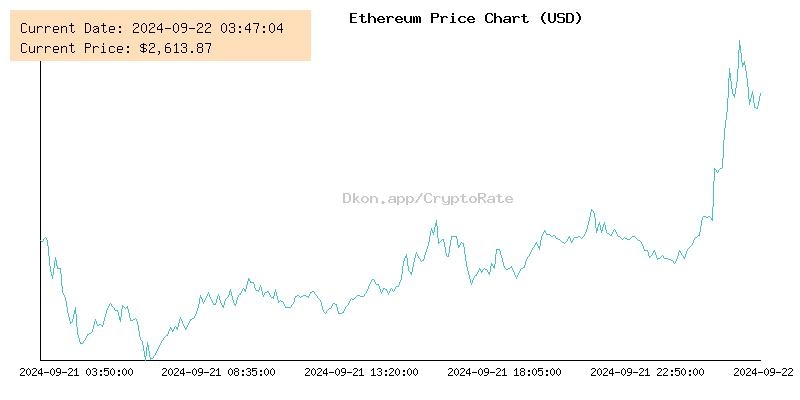 Ethereum Price Chart (USD)
Current Date: 2024-09-22 03:47:04
Current Price: $2,613.87
Dkon.app/CryptoRate
2024-09-21 03:50:00
2024-09-21 08:35:00
2024-09-21 13:20:00
2024-09-21 18:05:00
2024-09-21 22:50:00
2024-09-22